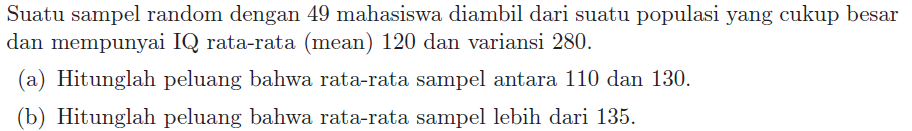 Suatu sampel random dengan 49 mahasiswa diambil dari suatu populasi yang cukup besar
dan mempunyai IQ rata-rata (mean) 120 dan variansi 280.
(a) Hitunglah peluang bahwa rata-rata sampel antara 110 dan 130.
(b) Hitunglah peluang bahwa rata-rata sampel lebih dari 135.